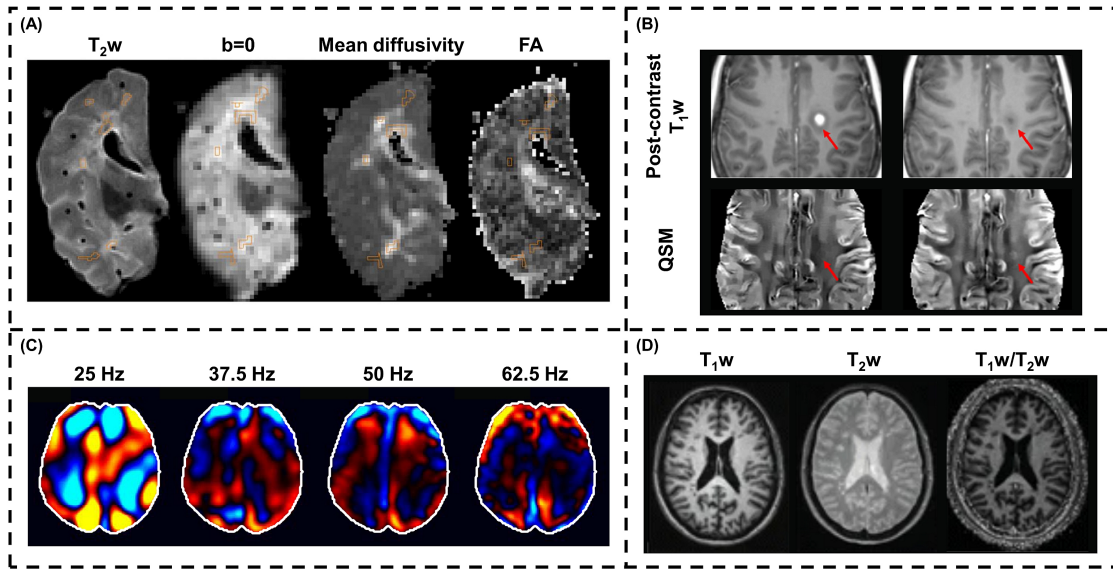 (A)
T₂w b=0 Mean diffusivity FA
(B)
Post-contrast
T₁w
QSM
(C)
25 Hz 37.5 Hz 50 Hz 62.5 Hz
(D)
T₁w T₂w T₁w/T₂w